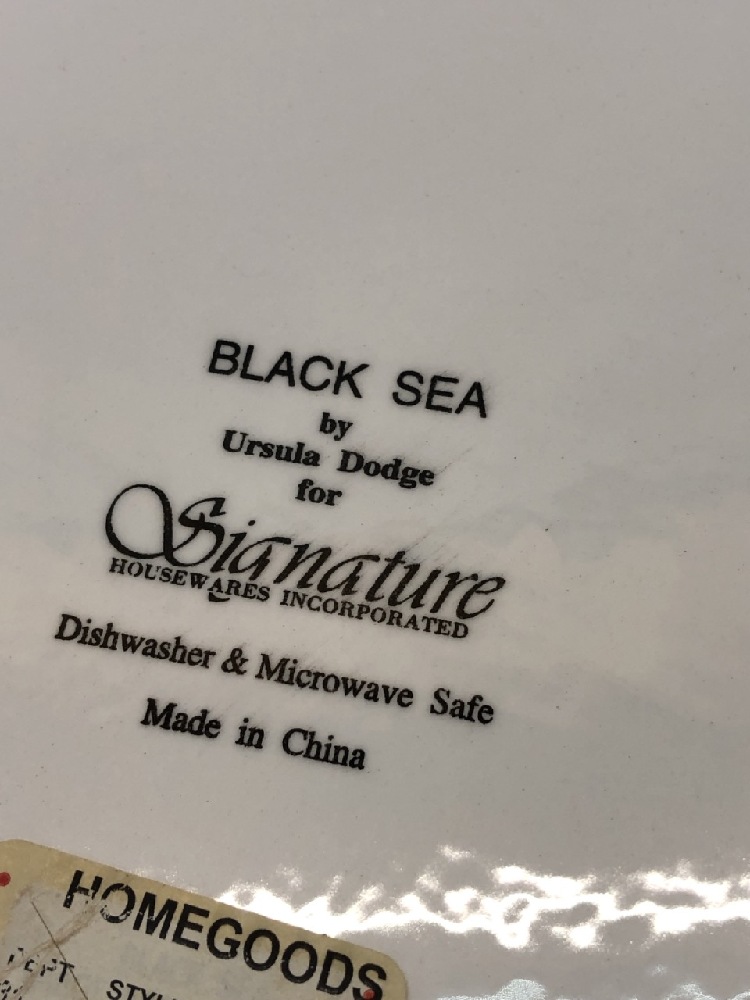 BLACK SEA
by
Ursula Dodge
for
Signature
HOUSEWARES INCORPORATED
Dishwasher & Microwave Safe
Made in China
HOMEGOODS